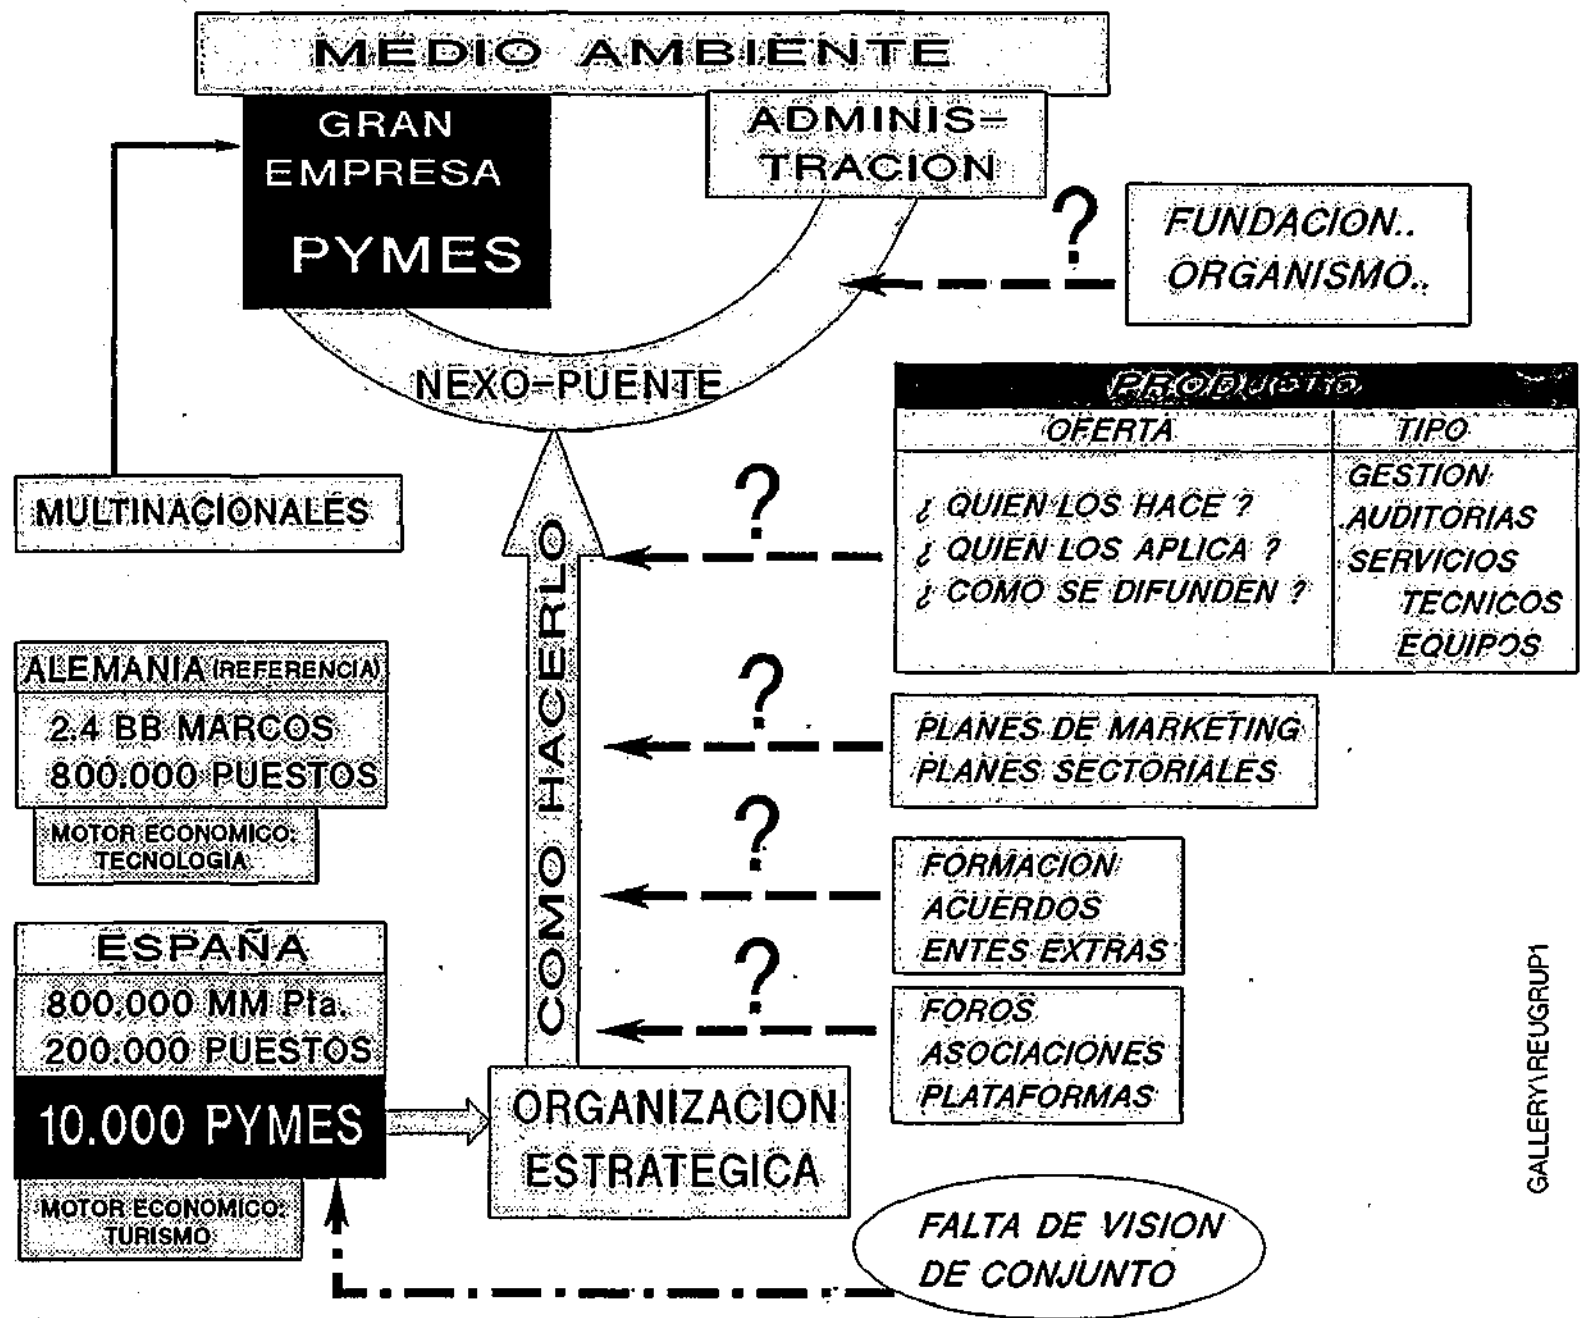 MEDIO AMBIENTE
GRAN
EMPRESA
PYMES
ADMINIS-
TRACION
?
FUNDACION..
ORGANISMO..
NEXO-PUENTE
MULTINACIONALES
PRODUCTO
OFERTA
TIPO
¿ QUIEN LOS HACE ?
¿ QUIEN LOS APLICA ?
¿ COMO SE DIFUNDEN ?
GESTION
AUDITORIAS
SERVICIOS
TECNICOS
EQUIPOS
?
COMO HACERLO
ALEMANIA (REFERENCIA)
2.4 BB MARCOS
800.000 PUESTOS
MOTOR ECONOMICO:
TECNOLOGIA
?
PLANES DE MARKETING
PLANES SECTORIALES
?
FORMACION
ACUERDOS
ENTES EXTRAS
ESPAÑA
800.000 MM Pta.
200.000 PUESTOS
10.000 PYMES
MOTOR ECONOMICO:
TURISMO
?
FOROS
ASOCIACIONES
PLATAFORMAS
ORGANIZACION
ESTRATEGICA
FALTA DE VISION
DE CONJUNTO
GALLERY\REUGRUP1